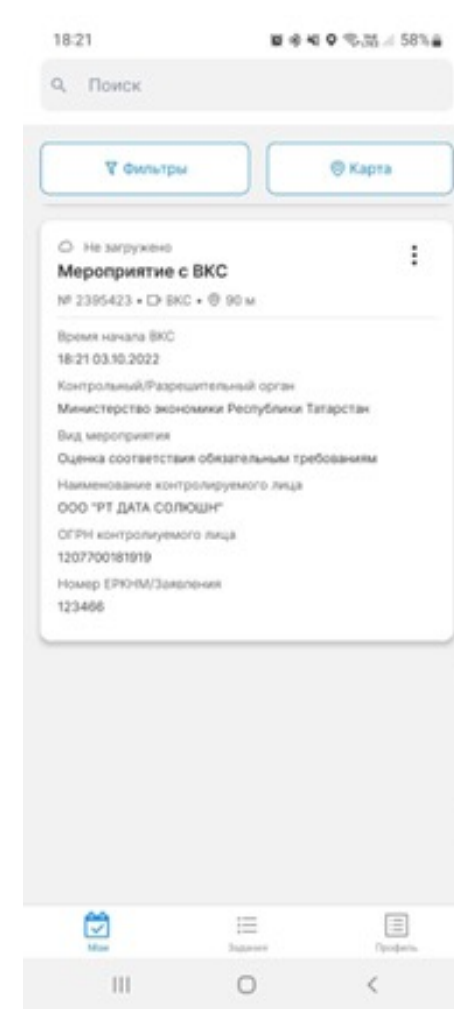 18:21
58%
Поиск
Фильтры
Карта
Не загружено
Мероприятие с ВКС
№ 2395423 • ВКС • 90 м
Время начала ВКС
18:21 03.10.2022
Контрольный/Разрешительный орган
Министерство экономики Республики Татарстан
Вид мероприятия
Оценка соответствия обязательным требованиям
Наименование контролируемого лица
ООО "РТ ДАТА СОЛЮШН"
ОГРН контролируемого лица
1207700181919
Номер ЕРКНМ/Заявления
123466
Мои
Задания
Профиль